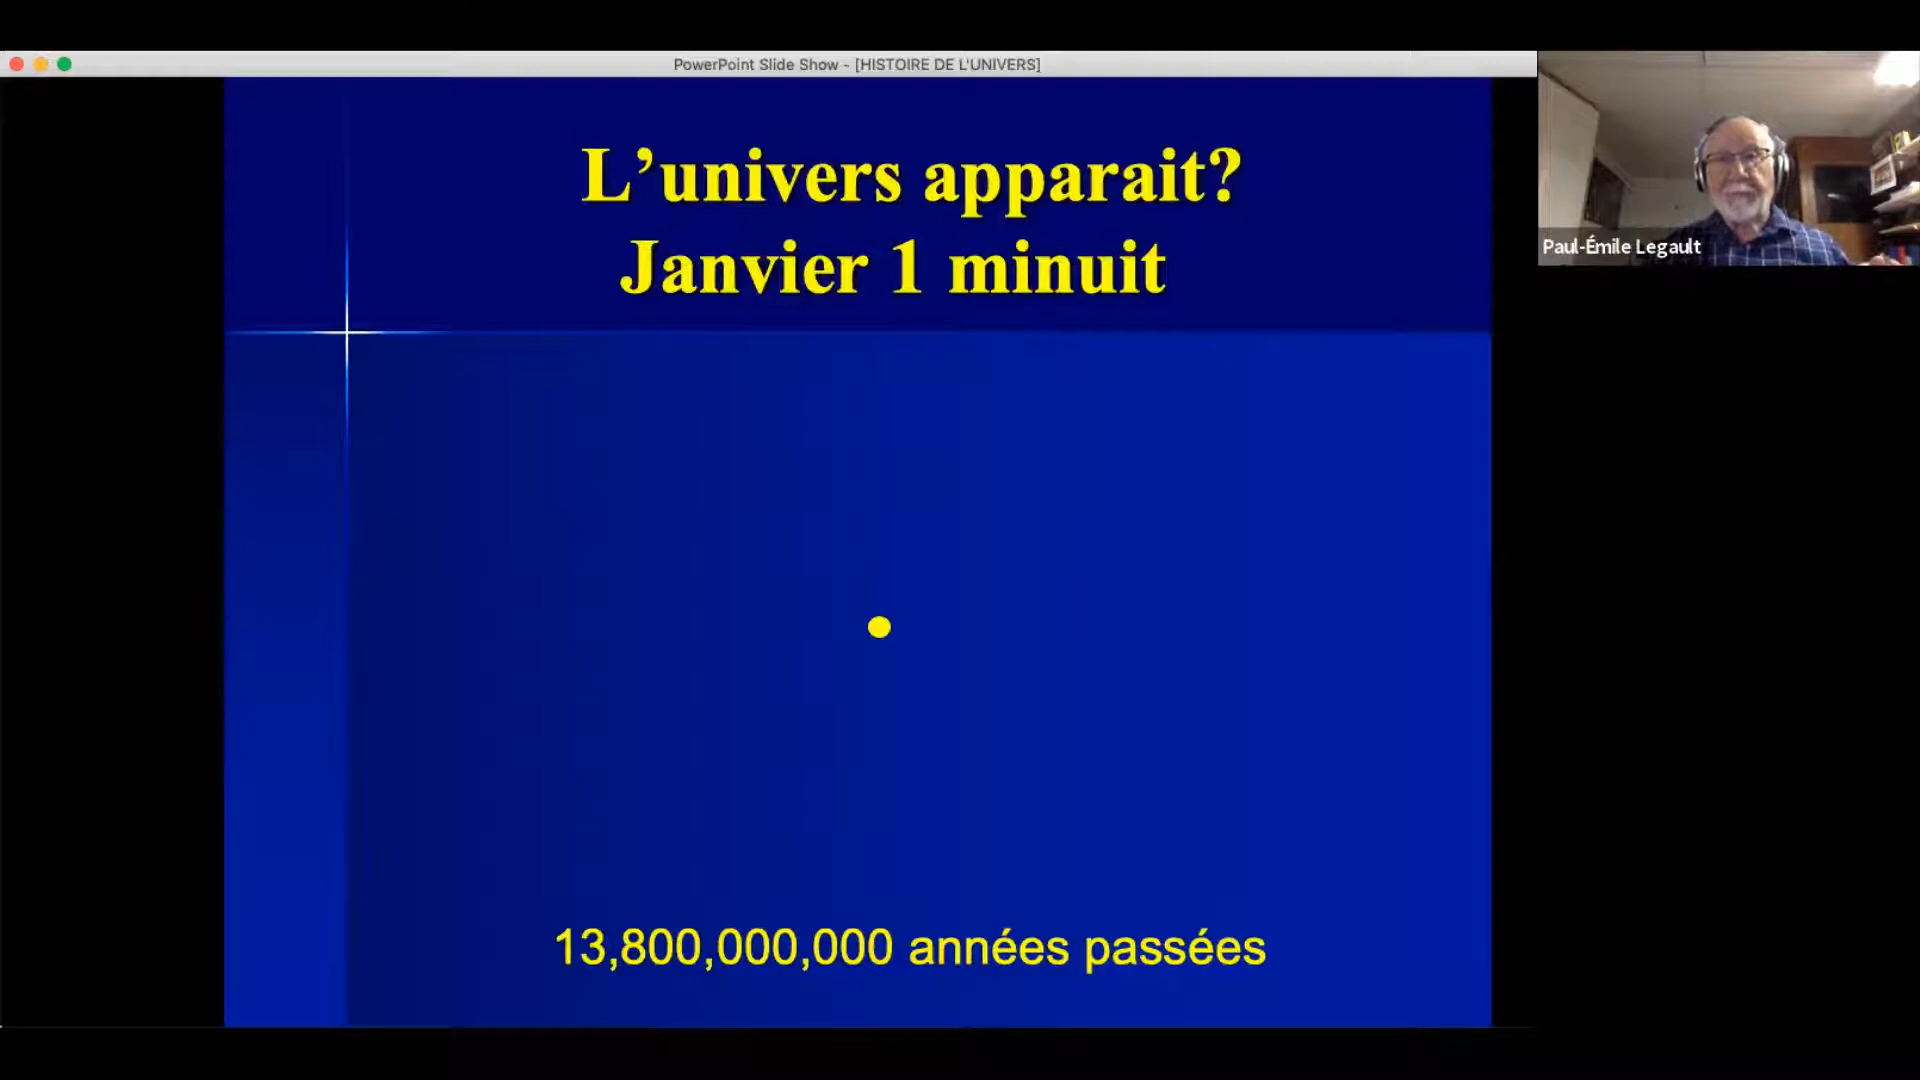 PowerPoint Slide Show - [HISTOIRE DE L'UNIVERS]
L’univers apparait?
Janvier 1 minuit
Paul-Émile Legault
13,800,000,000 années passées